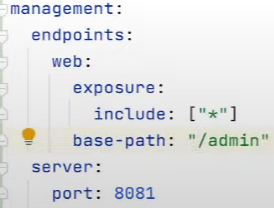 management:
  endpoints:
    web:
      exposure:
        include: ["*"]
      base-path: "/admin"
  server:
    port: 8081